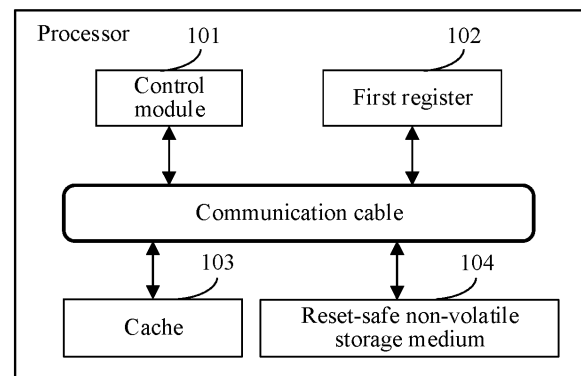 Processor
101
102
Control
module
First register
Communication cable
103
104
Cache
Reset-safe non-volatile
storage medium